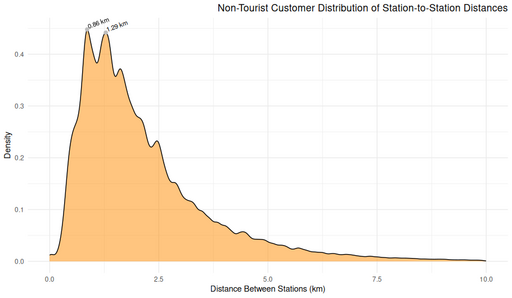 Non-Tourist Customer Distribution of Station-to-Station Distances
0.86 km
1.29 km
0.4
0.3
0.2
0.1
0.0
Density
0.0 2.5 5.0 7.5 10.0
Distance Between Stations (km)